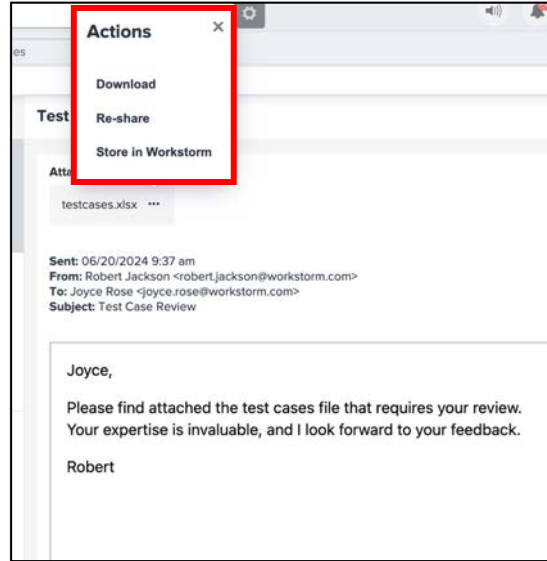 Actions ×
es
Download
Test
Re-share
Store in Workstorm
Atta
testcases.xlsx •••
Sent: 06/20/2024 9:37 am
From: Robert Jackson <robert.jackson@workstorm.com>
To: Joyce Rose <joyce.rose@workstorm.com>
Subject: Test Case Review
Joyce,
Please find attached the test cases file that requires your review.
Your expertise is invaluable, and I look forward to your feedback.
Robert